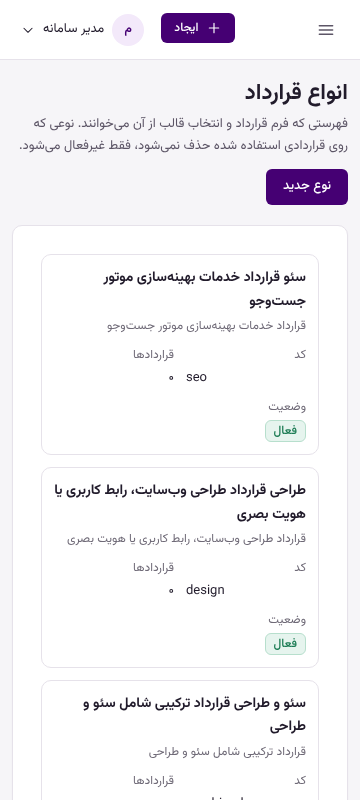 ایجاد
م
مدیر سامانه
انواع قرارداد
فهرستی که فرم قرارداد و انتخاب قالب از آن می‌خوانند. نوعی که
روی قراردادی استفاده شده حذف نمی‌شود، فقط غیرفعال می‌شود.
نوع جدید
سئو قرارداد خدمات بهینه‌سازی موتور
جست‌وجو
قرارداد خدمات بهینه‌سازی موتور جست‌وجو
کد قراردادها
seo ۰
وضعیت
فعال
طراحی قرارداد طراحی وب‌سایت، رابط کاربری یا
هویت بصری
قرارداد طراحی وب‌سایت، رابط کاربری یا هویت بصری
کد قراردادها
design ۰
وضعیت
فعال
سئو و طراحی قرارداد ترکیبی شامل سئو و
طراحی
قرارداد ترکیبی شامل سئو و طراحی
کد قراردادها